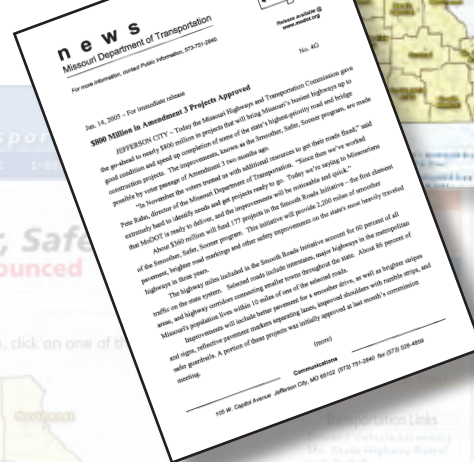 news
Missouri Department of Transportation
For more information, contact Public Information, 573-751-2840.
Release available @
www.modot.org
No. 4G
Jan. 14, 2005 – For immediate release
$800 Million in Amendment 3 Projects Approved
JEFFERSON CITY – Today the Missouri Highways and Transportation Commission gave
the go-ahead to nearly $800 million in projects that will bring Missouri's busiest highways up to
good condition and speed up completion of some of the state's highest-priority road and bridge
construction projects. The improvements, known as the Smoother, Safer, Sooner program, are made
possible by voter passage of Amendment 3 two months ago.
"In November the voters trusted us with additional resources to get their roads fixed," said
Pete Rahn, director of the Missouri Department of Transportation. "Since then we've worked
extremely hard to identify needs and get projects ready to go. Today we're saying to Missourians
that MoDOT is ready to deliver, and the improvements will be noticeable and quick."
About $360 million will fund 177 projects in the Smooth Roads Initiative – the first element
of the Smoother, Safer, Sooner program. This initiative will provide 2,200 miles of smoother
pavement, brighter road markings and other safety improvements on the state's most heavily traveled
highways in three years.
The highway miles included in the Smooth Roads Initiative account for 60 percent of all
traffic on the state system. Selected roads include interstates, major highways in the metropolitan
areas, and highway corridors connecting smaller towns throughout the state. About 86 percent of
Missouri's population lives within 10 miles of one of the selected roads.
Improvements will include better pavement for a smoother drive, as well as brighter stripes
and signs, reflective pavement markers separating lanes, improved shoulders with rumble strips, and
safer guardrails. A portion of these projects was initially approved at last month's commission
meeting.
(more)
Communications
105 W. Capitol Avenue Jefferson City, MO 65102 (573) 751-2840 fax (573) 526-4809
r, Safe
ounced
, click on one of th
Northeast
Transportation Links